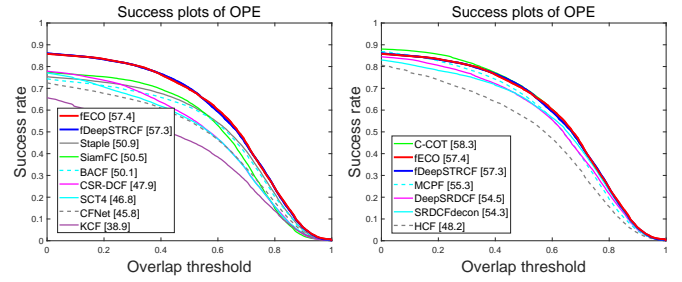 Success plots of OPE
Success rate
1
0.9
0.8
0.7
0.6
0.5
0.4
0.3
0.2
0.1
0
fECO [57.4]
fDeepSTRCF [57.3]
Staple [50.9]
SiamFC [50.5]
BACF [50.1]
CSR-DCF [47.9]
SCT4 [46.8]
CFNet [45.8]
KCF [38.9]
0 0.2 0.4 0.6 0.8 1
Overlap threshold
Success plots of OPE
Success rate
1
0.9
0.8
0.7
0.6
0.5
0.4
0.3
0.2
0.1
0
C-COT [58.3]
fECO [57.4]
fDeepSTRCF [57.3]
MCPF [55.3]
DeepSRDCF [54.5]
SRDCFdecon [54.3]
HCF [48.2]
0 0.2 0.4 0.6 0.8 1
Overlap threshold